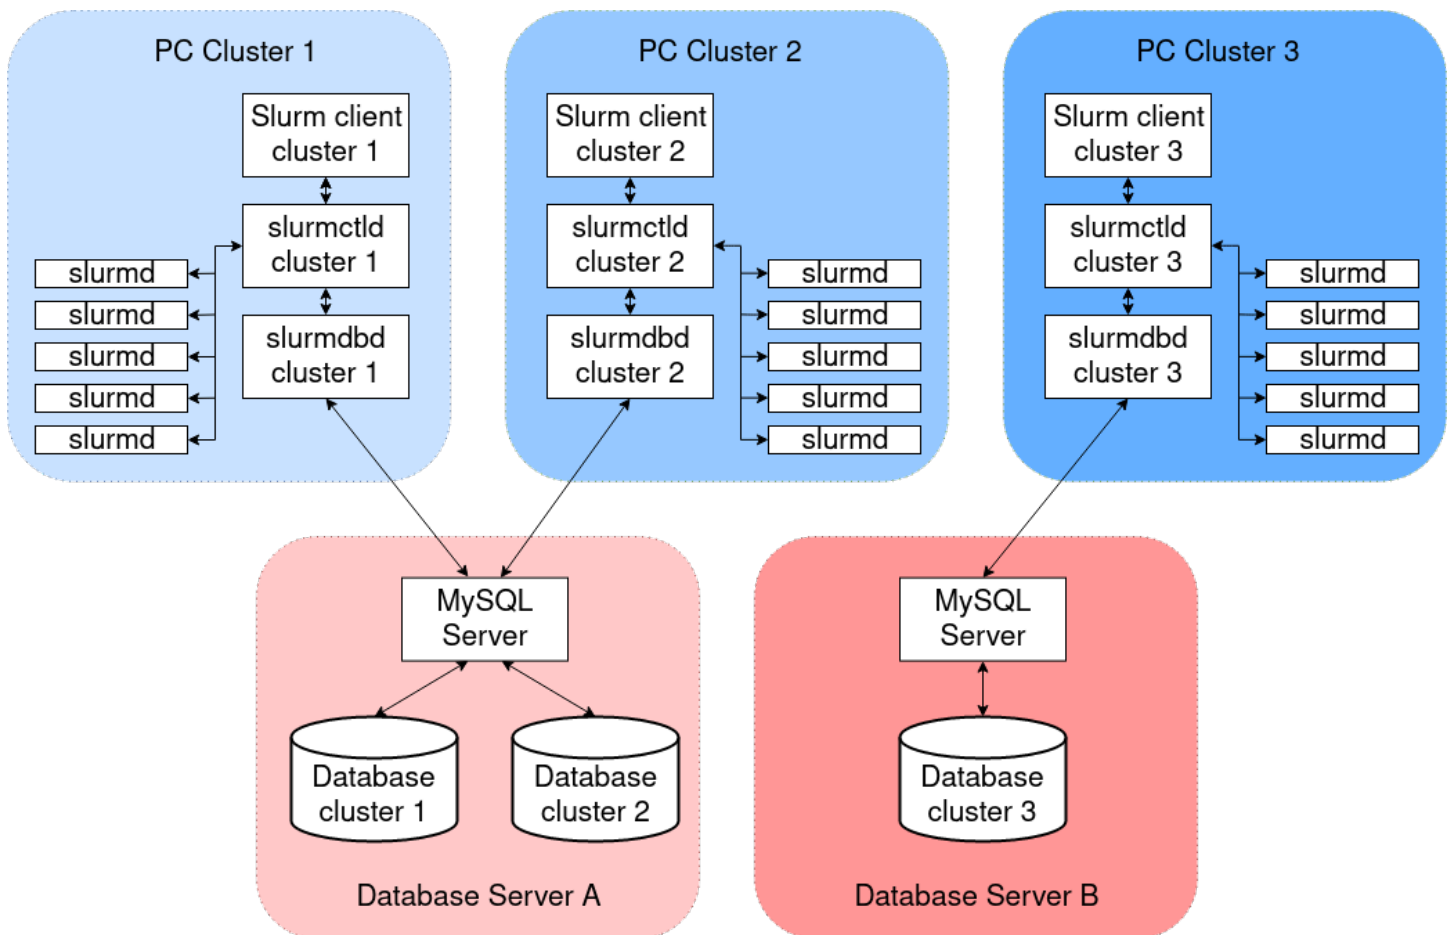 PC Cluster 1
Slurm client
cluster 1
slurmctld
cluster 1
slurmd
slurmd
slurmd
slurmd
slurmd
slurmdbd
cluster 1
PC Cluster 2
Slurm client
cluster 2
slurmctld
cluster 2
slurmd
slurmd
slurmd
slurmd
slurmd
slurmdbd
cluster 2
PC Cluster 3
Slurm client
cluster 3
slurmctld
cluster 3
slurmd
slurmd
slurmd
slurmd
slurmd
slurmdbd
cluster 3
MySQL
Server
Database
cluster 1
Database
cluster 2
Database Server A
MySQL
Server
Database
cluster 3
Database Server B